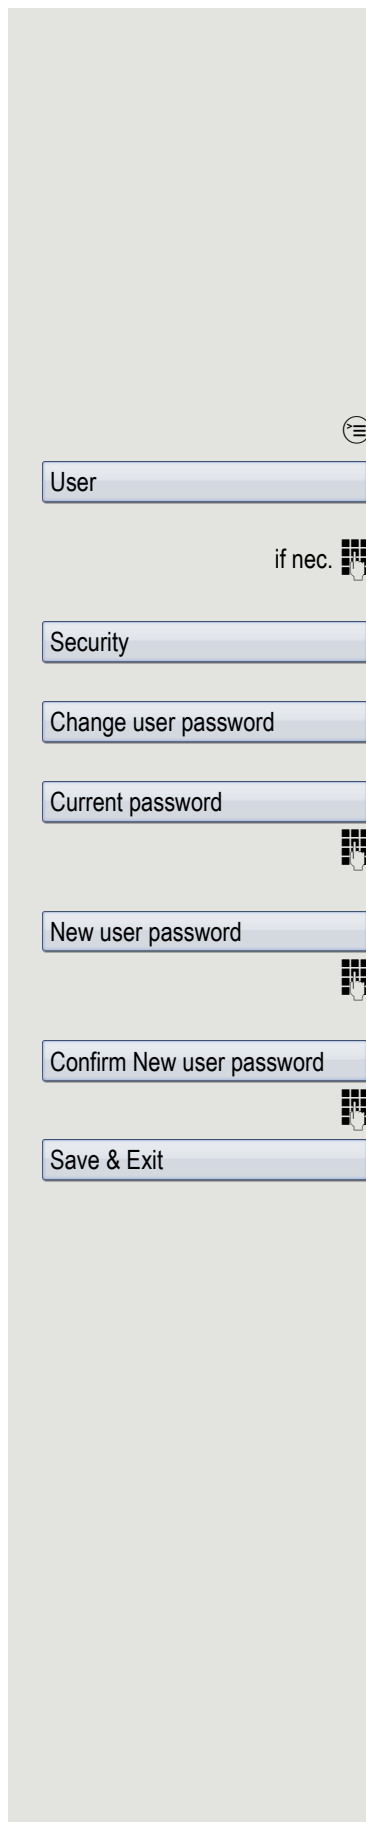 User
if nec.
Security
Change user password
Current password
New user password
Confirm New user password
Save & Exit